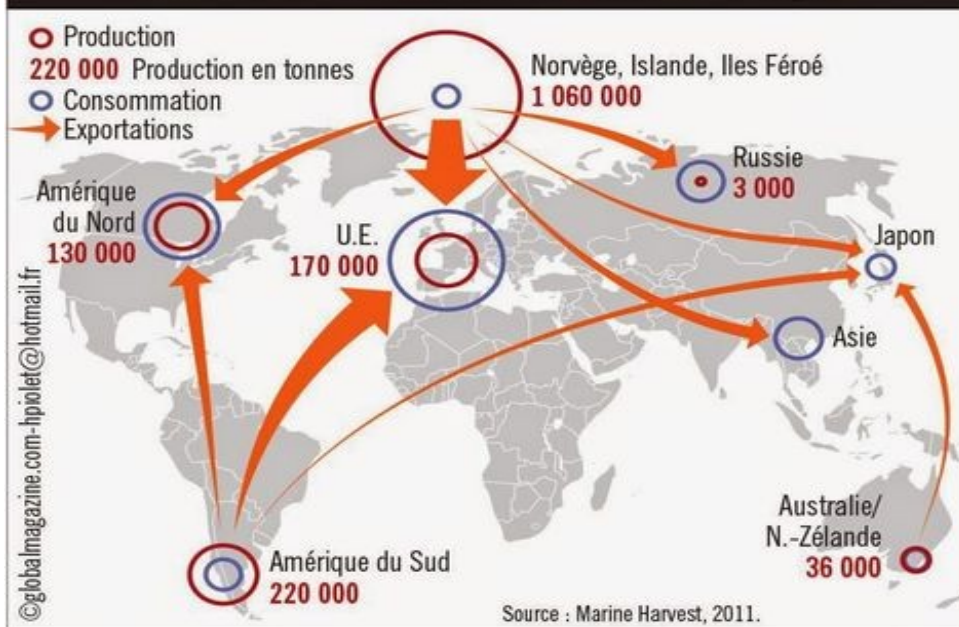 Production
220 000 Production en tonnes
Consommation
Exportations
Norvège, Islande, Iles Féroé
1 060 000
Amérique
du Nord
130 000
U.E.
170 000
Russie
3 000
Japon
Asie
Amérique du Sud
220 000
Australie/
N.-Zélande
36 000
Source : Marine Harvest, 2011.
©globalmagazine.com-hpiolet@hotmail.fr